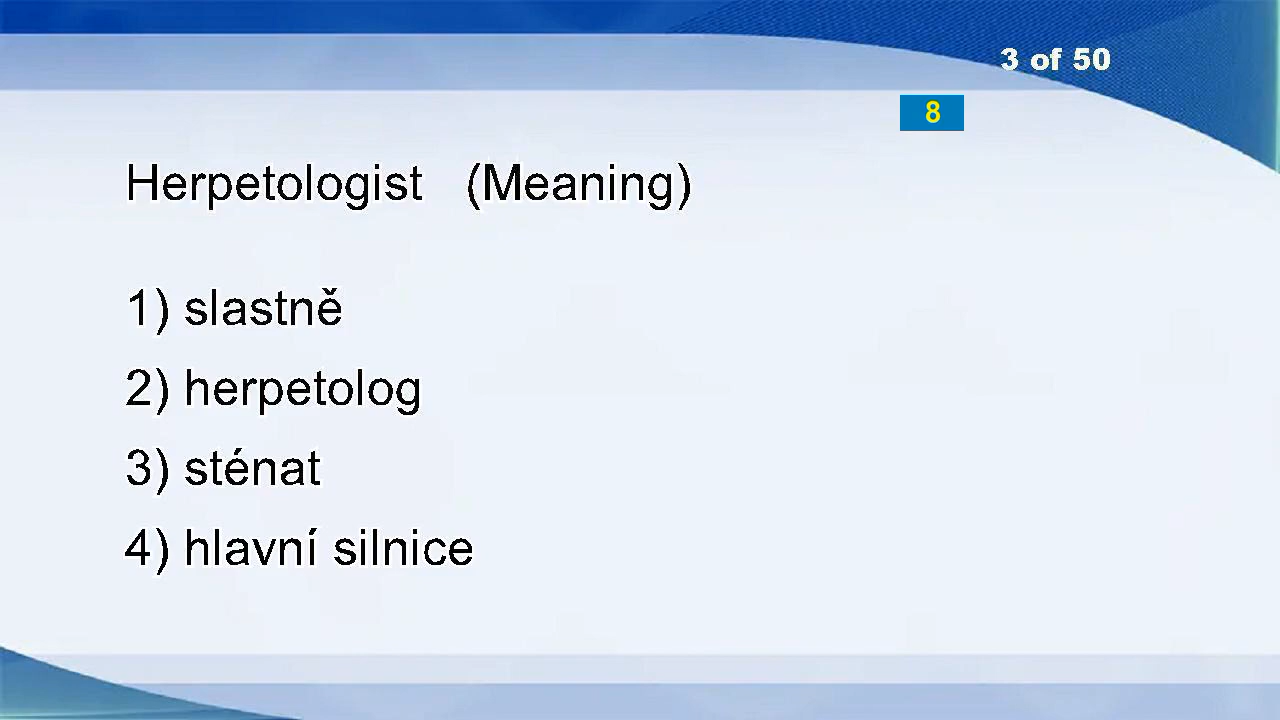 3 of 50
8
Herpetologist (Meaning)
1) slastně
2) herpetolog
3) sténat
4) hlavní silnice